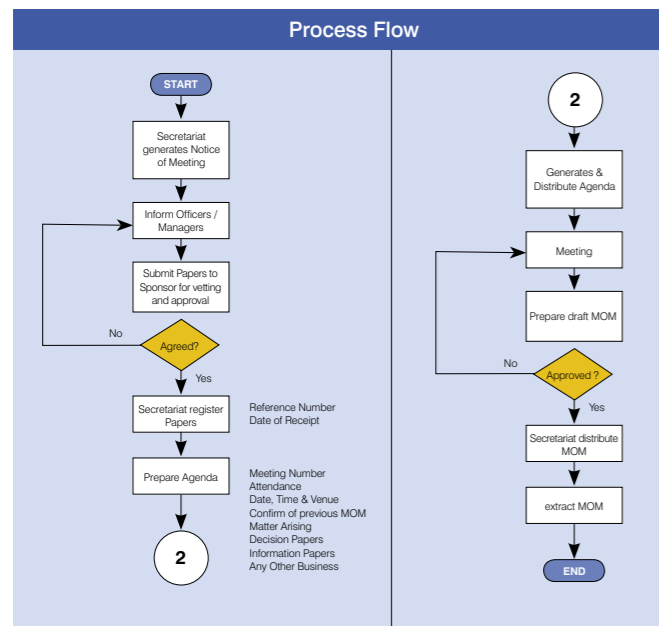 Process Flow
START
Secretariat
generates Notice
of Meeting
Inform Officers /
Managers
Submit Papers to
Sponsor for vetting
and approval
No
Agreed?
Yes
Secretariat register
Papers
Reference Number
Date of Receipt
Prepare Agenda
Meeting Number
Attendance
Date, Time & Venue
Confirm of previous MOM
Matter Arising
Decision Papers
Information Papers
Any Other Business
2
2
Generates &
Distribute Agenda
Meeting
Prepare draft MOM
No
Approved ?
Yes
Secretariat distribute
MOM
extract MOM
END